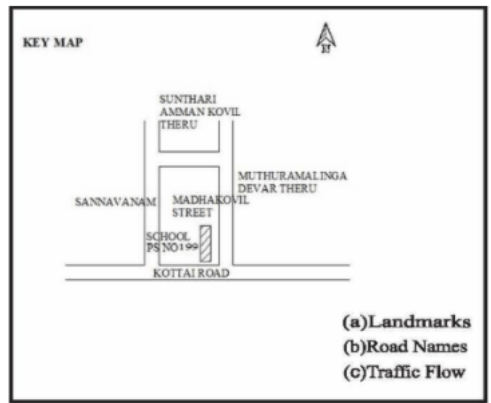 KEY MAP
N
SUNTHARI
AMMAN KOVIL
THERU
MUTHURAMALINGA
DEVAR THERU
SANNAVANAM
MADHAKOVIL
STREET
SCHOOL
PS NO199
KOTTAI ROAD
(a)Landmarks
(b)Road Names
(c)Traffic Flow